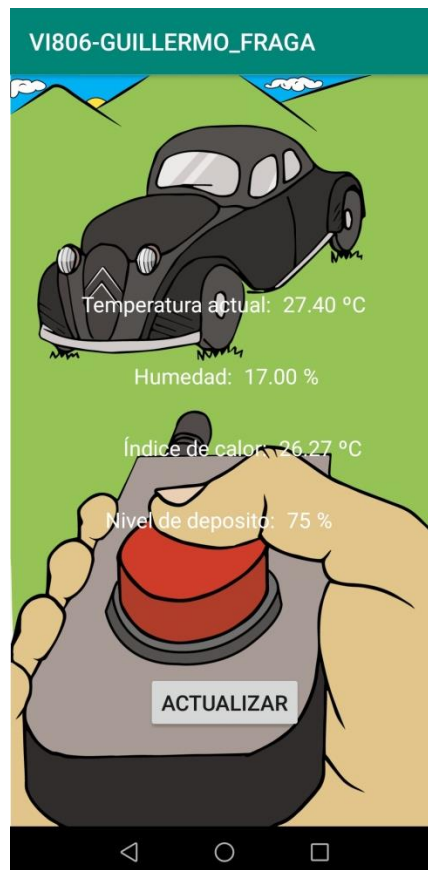 VI806-GUILLERMO_FRAGA
Temperatura actual: 27.40 ºC
Humedad: 17.00 %
Índice de calor: 26.27 ºC
Nivel de deposito: 75 %
ACTUALIZAR